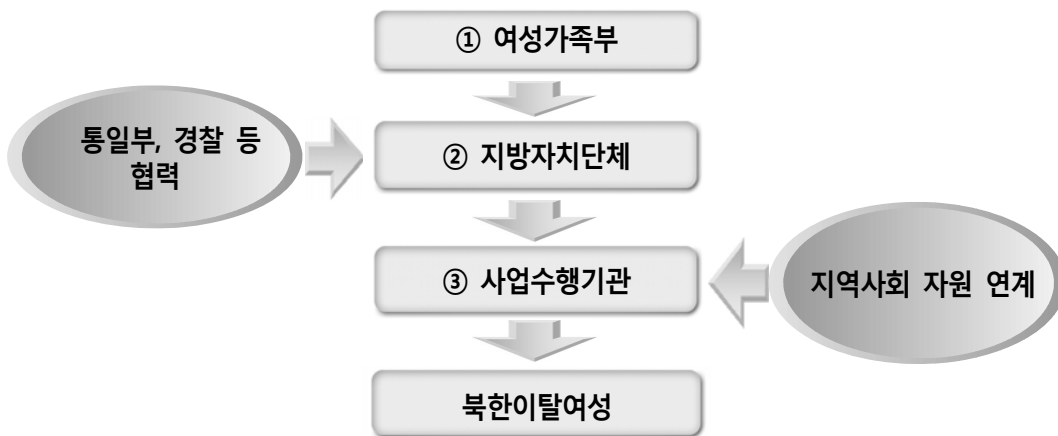 ① 여성가족부
통일부, 경찰 등
협력
② 지방자치단체
③ 사업수행기관
지역사회 자원 연계
북한이탈여성